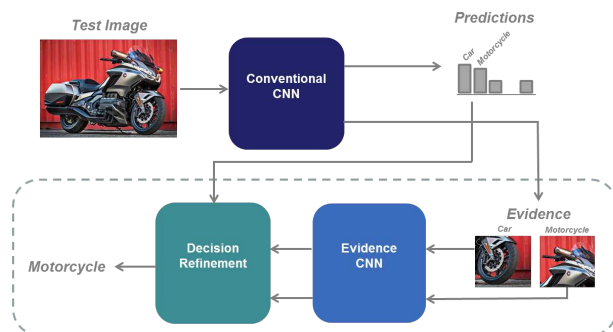 Test Image
Predictions
Car
Motorcycle
Conventional
CNN
Evidence
Car
Motorcycle
Decision
Refinement
Evidence
CNN
Motorcycle